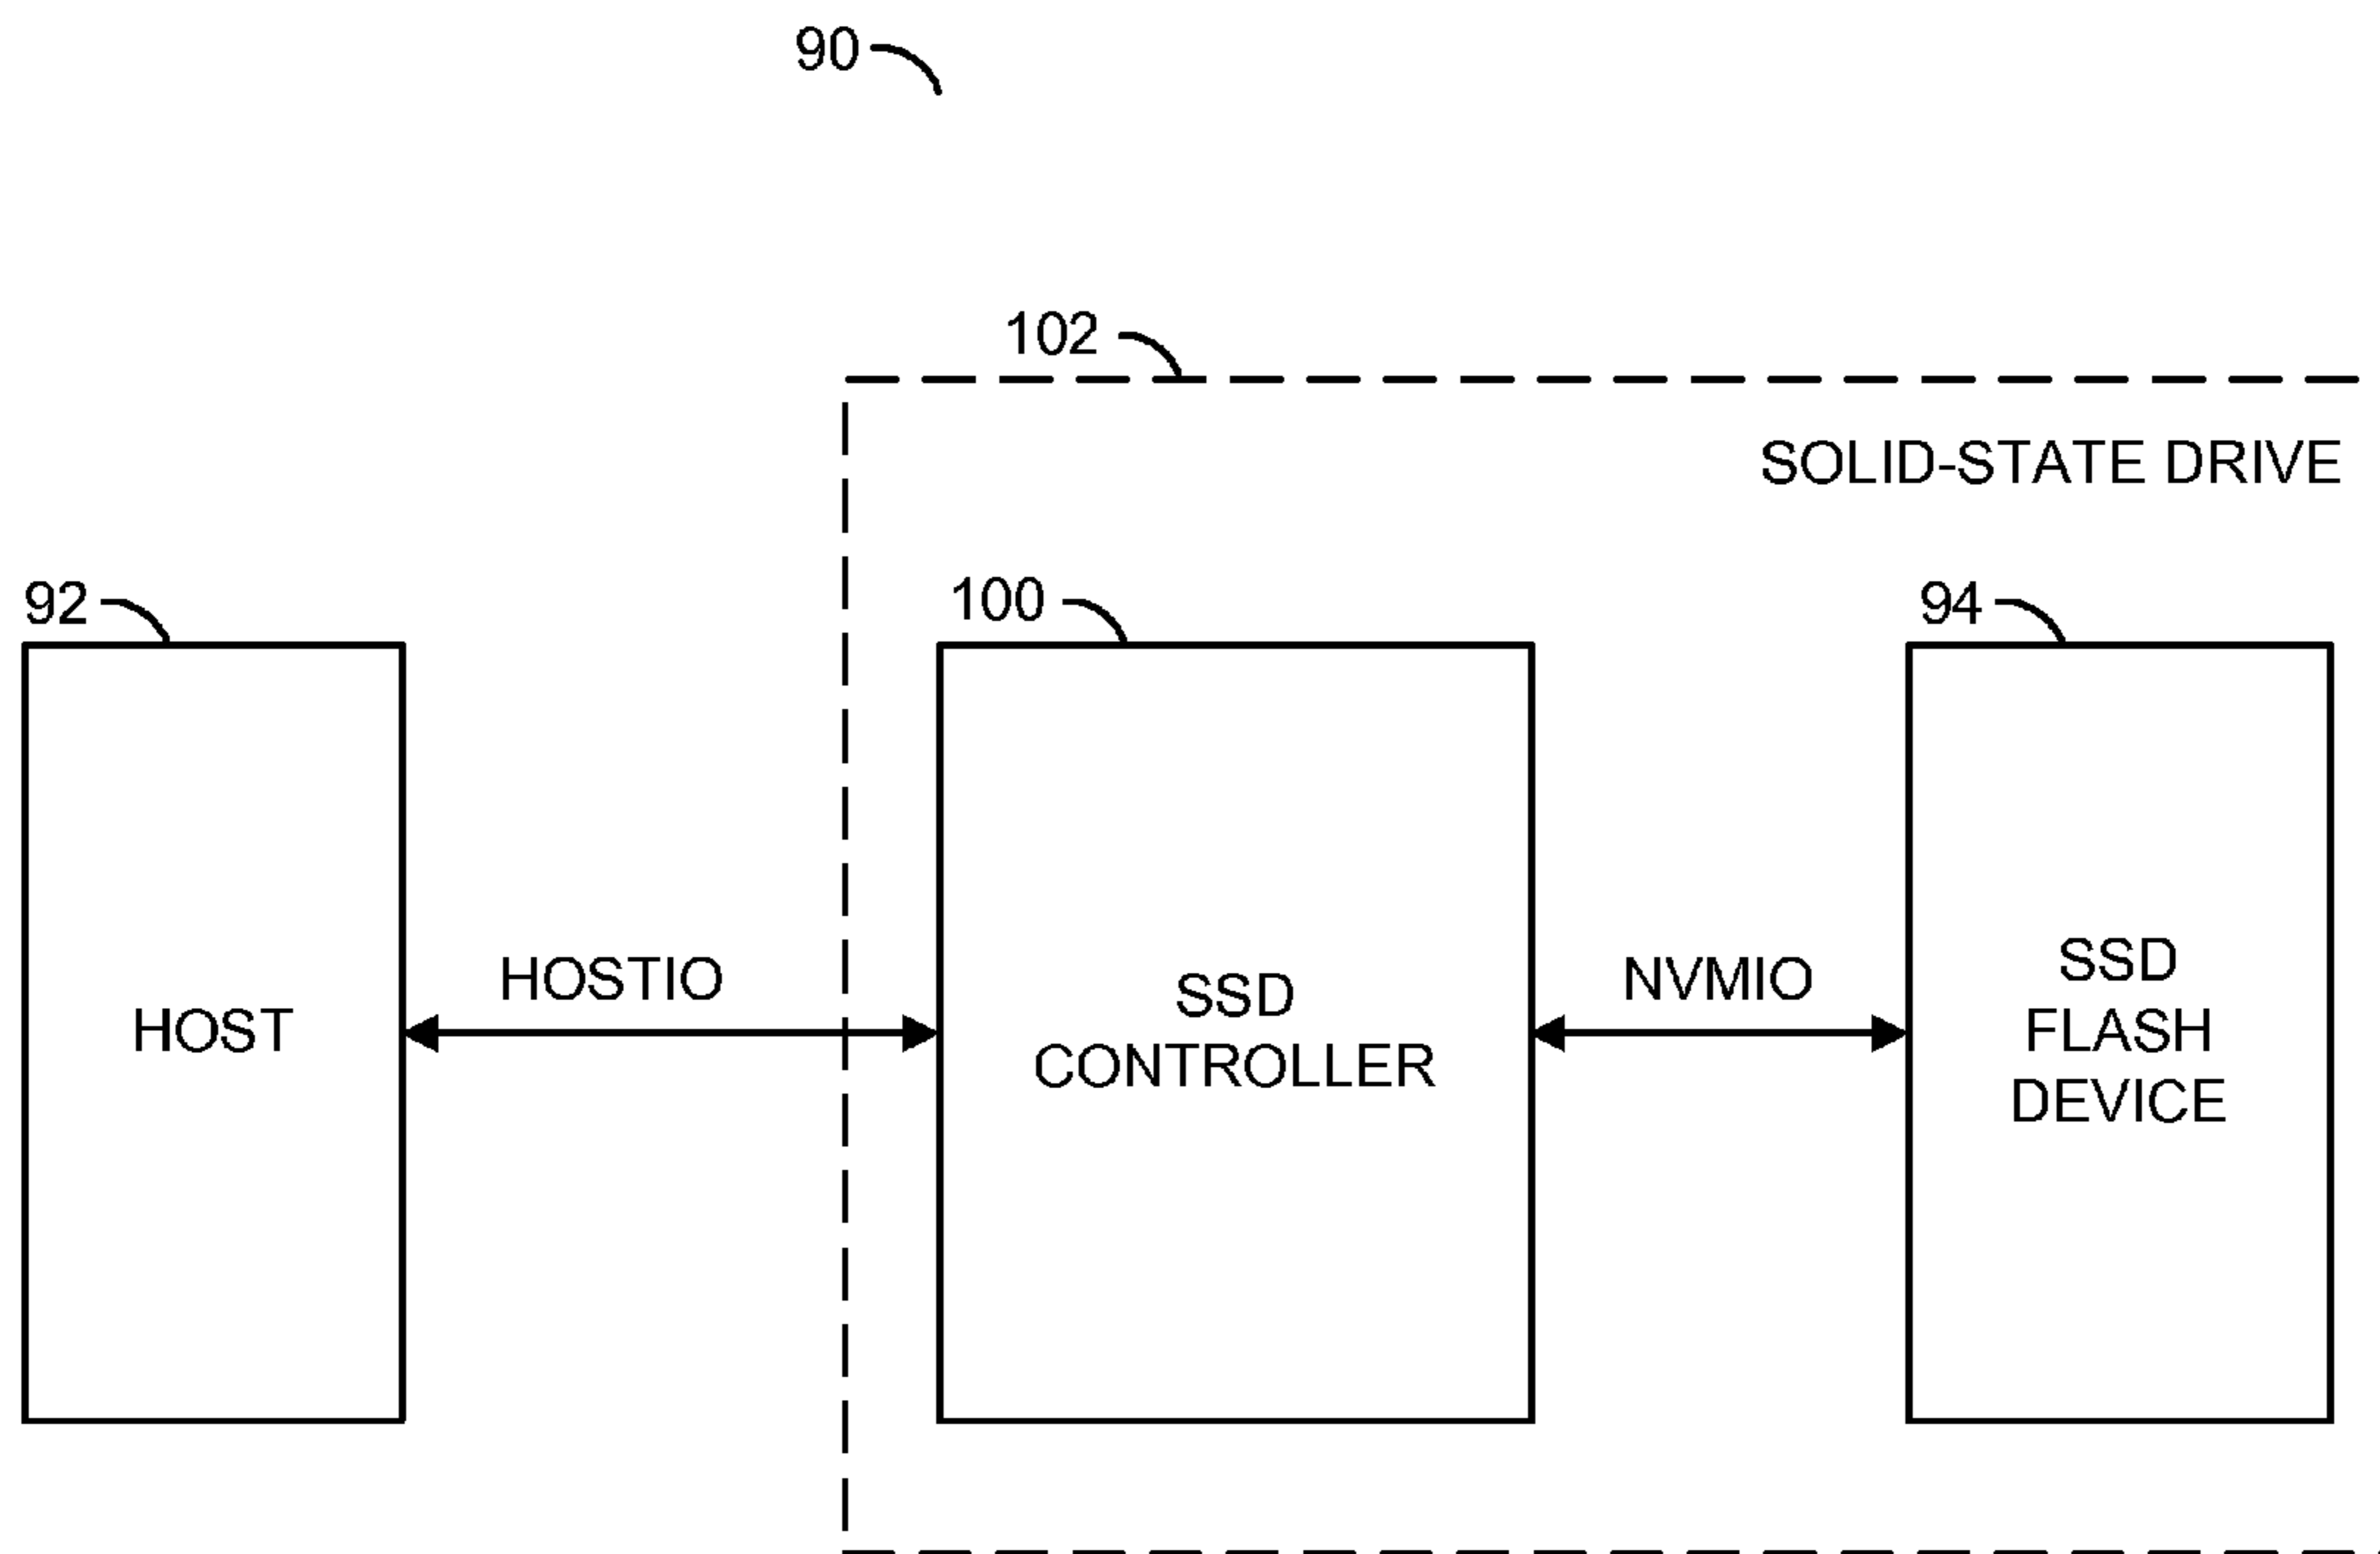 90
102
SOLID-STATE DRIVE
92
100
94
HOST
HOSTIO
SSD
CONTROLLER
NVMIO
SSD
FLASH
DEVICE